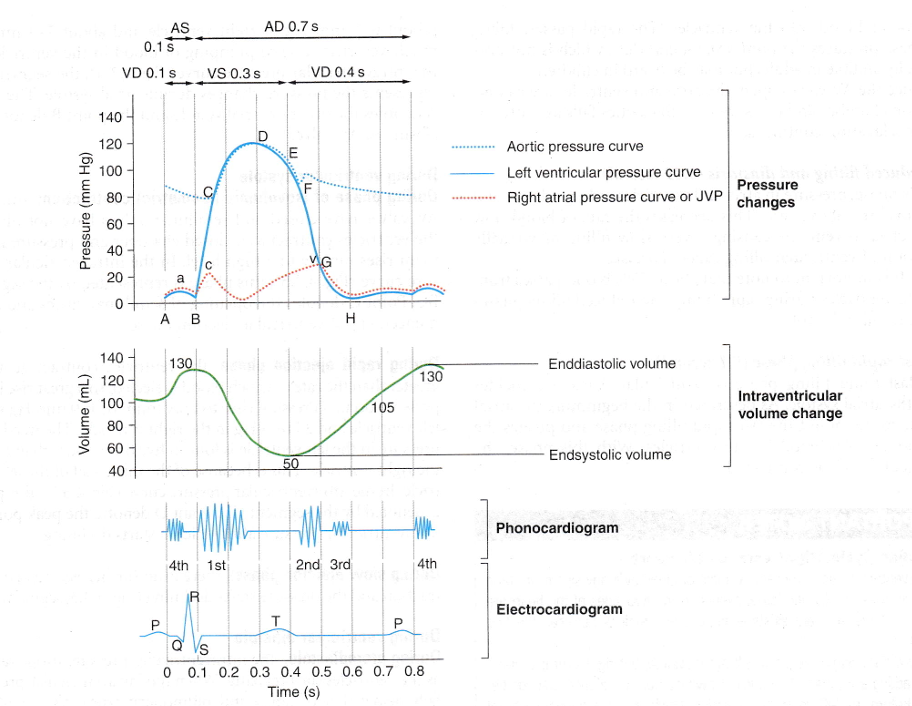 AS
AD 0.7 s
0.1 s
VD 0.1 s
VS 0.3 s
VD 0.4 s
Pressure (mm Hg)
140
120
100
80
60
40
20
0
A
B
C
D
E
F
G
H
a
c
v
Aortic pressure curve
Left ventricular pressure curve
Right atrial pressure curve or JVP
Pressure
changes
Volume (mL)
140
120
100
80
60
40
130
50
105
130
Enddiastolic volume
Endsystolic volume
Intraventricular
volume change
4th
1st
2nd
3rd
4th
Phonocardiogram
P
Q
R
S
T
P
Electrocardiogram
0
0.1
0.2
0.3
0.4
0.5
0.6
0.7
0.8
Time (s)